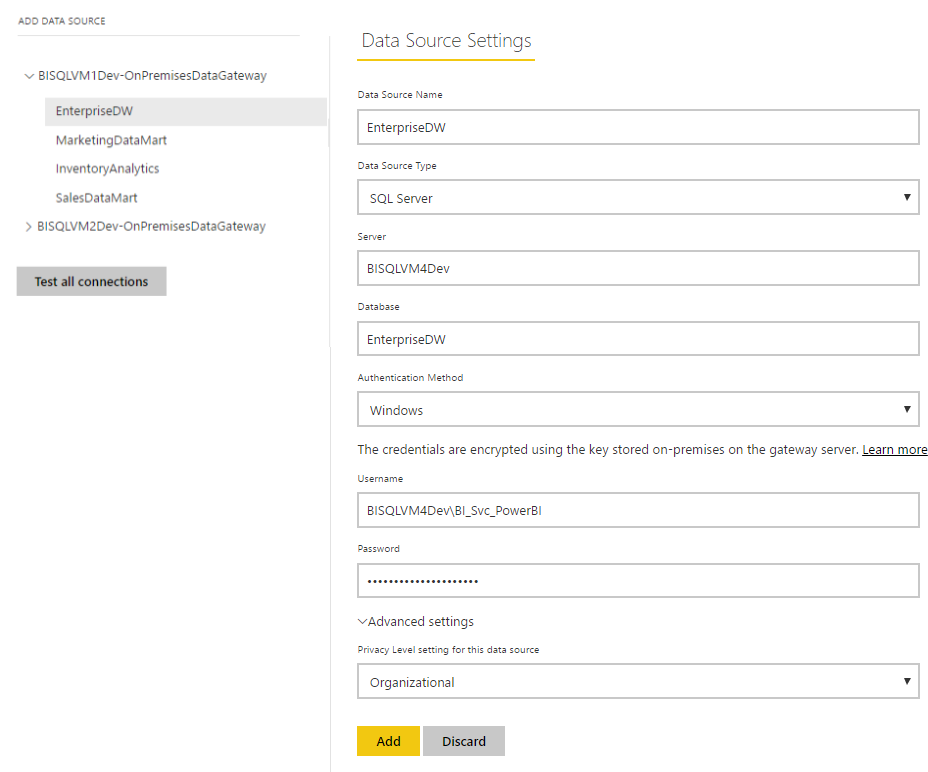 ADD DATA SOURCE
BISQLVM1Dev-OnPremisesDataGateway
EnterpriseDW
MarketingDataMart
InventoryAnalytics
SalesDataMart
BISQLVM2Dev-OnPremisesDataGateway
Test all connections
Data Source Settings
Data Source Name
EnterpriseDW
Data Source Type
SQL Server
Server
BISQLVM4Dev
Database
EnterpriseDW
Authentication Method
Windows
The credentials are encrypted using the key stored on-premises on the gateway server. Learn more
Username
BISQLVM4Dev\BI_Svc_PowerBI
Password
•••••••••••••••••••••
Advanced settings
Privacy Level setting for this data source
Organizational
Add Discard